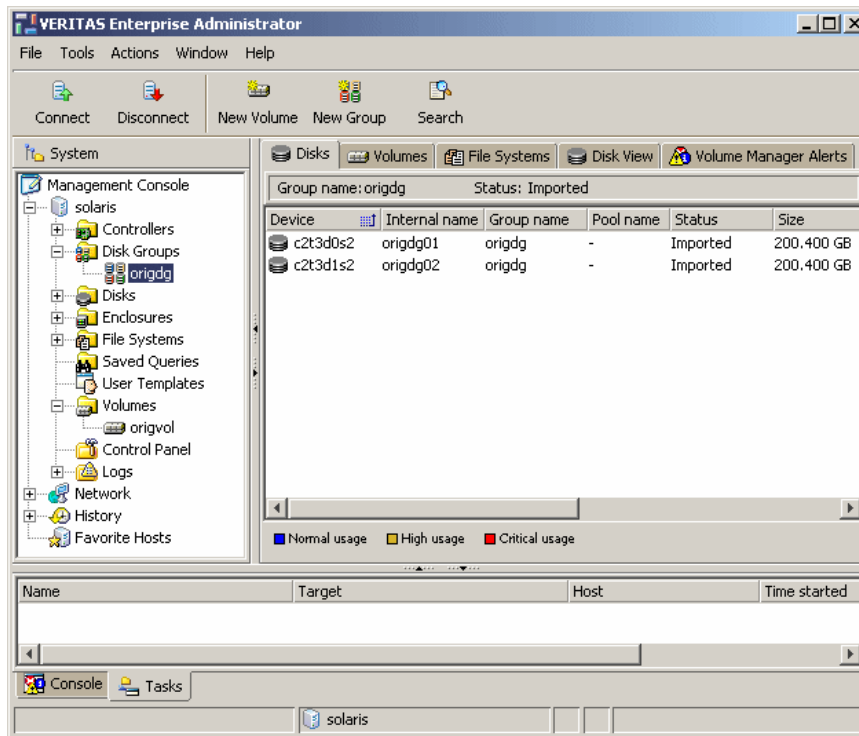 VERITAS Enterprise Administrator
File Tools Actions Window Help
Connect Disconnect New Volume New Group Search
System
Management Console
solaris
Controllers
Disk Groups
origdg
Disks
Enclosures
File Systems
Saved Queries
User Templates
Volumes
origvol
Control Panel
Logs
Network
History
Favorite Hosts
Disks Volumes File Systems Disk View Volume Manager Alerts
Group name: origdg Status: Imported
Device Internal name Group name Pool name Status Size
c2t3d0s2 origdg01 origdg - Imported 200.400 GB
c2t3d1s2 origdg02 origdg - Imported 200.400 GB
Normal usage High usage Critical usage
Name Target Host Time started
Console Tasks
solaris